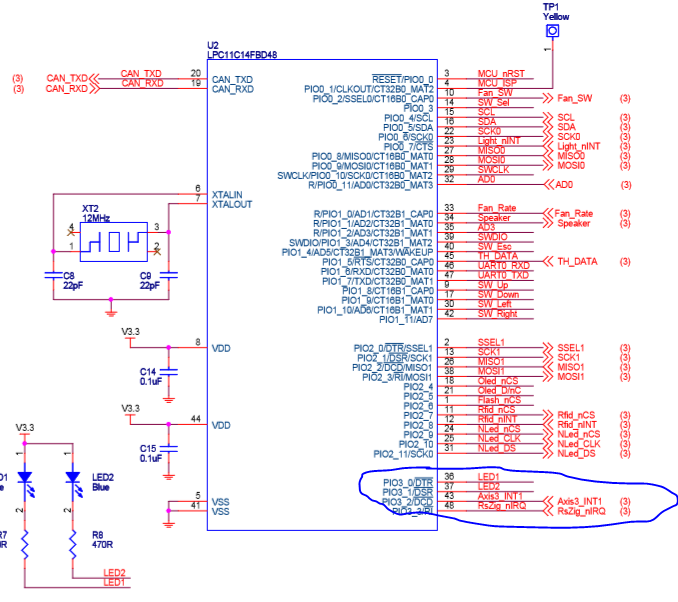 TP1
Yellow
1
U2
LPC11C14FBD48
(3) CAN_TXD CAN_TXD 20 CAN_TXD
(3) CAN_RXD CAN_RXD 19 CAN_RXD
RESET/PIO0_0 3 MCU_nRST
PIO0_1/CLKOUT/CT32B0_MAT2 4 MCU_ISP
PIO0_2/SSEL0/CT16B0_CAP0 10 Fan_SW Fan_SW (3)
PIO0_3 14 SW_Sel
PIO0_4/SCL 15 SCL SCL (3)
PIO0_5/SDA 16 SDA SDA (3)
PIO0_6/SCK0 22 SCK0 SCK0 (3)
PIO0_7/CTS 23 Light_nINT Light_nINT (3)
PIO0_8/MISO0/CT16B0_MAT0 27 MISO0 MISO0 (3)
PIO0_9/MOSI0/CT16B0_MAT1 28 MOSI0 MOSI0 (3)
SWCLK/PIO0_10/SCK0/CT16B0_MAT2 29 SWCLK
R/PIO0_11/AD0/CT32B0_MAT3 32 AD0 AD0 (3)
6 XTALIN
7 XTALOUT
XT2
12MHz
4 3
1 2
C8
22pF
C9
22pF
R/PIO1_0/AD1/CT32B1_CAP0 33 Fan_Rate Fan_Rate (3)
R/PIO1_1/AD2/CT32B1_MAT0 34 Speaker Speaker (3)
R/PIO1_2/AD3/CT32B1_MAT1 35 AD3
SWDIO/PIO1_3/AD4/CT32B1_MAT2 39 SWDIO
PIO1_4/AD5/CT32B1_MAT3/WAKEUP 40 SW_Esc
PIO1_5/RTS/CT32B0_CAP0 45 TH_DATA TH_DATA (3)
PIO1_6/RXD/CT32B0_MAT0 46 UART0_RXD
PIO1_7/TXD/CT32B0_MAT1 47 UART0_TXD
PIO1_8/CT16B1_CAP0 9 SW_Up
PIO1_9/CT16B1_MAT0 17 SW_Down
PIO1_10/AD6/CT16B1_MAT1 30 SW_Left
PIO1_11/AD7 42 SW_Right
V3.3
8 VDD
C14
0.1uF
PIO2_0/DTR/SSEL1 2 SSEL1 SSEL1 (3)
PIO2_1/DSR/SCK1 13 SCK1 SCK1 (3)
PIO2_2/DCD/MISO1 26 MISO1 MISO1 (3)
PIO2_3/RI/MOSI1 38 MOSI1 MOSI1 (3)
PIO2_4 18 Oled_nCS
PIO2_5 21 Oled_D/nC
PIO2_6 1 Flash_nCS
PIO2_7 11 Rfid_nCS Rfid_nCS (3)
PIO2_8 12 Rfid_nINT Rfid_nINT (3)
PIO2_9 24 NLed_nCS NLed_nCS (3)
PIO2_10 25 NLed_CLK NLed_CLK (3)
PIO2_11/SCK0 31 NLed_DS NLed_DS (3)
V3.3
44 VDD
C15
0.1uF
V3.3
1 1
LED2
Blue
2 2
R8
470R
5 VSS
41 VSS
PIO3_0/DTR 36 LED1
PIO3_1/DSR 37 LED2
PIO3_2/DCD 43 Axis3_INT1 Axis3_INT1 (3)
PIO3_3/RI 48 RsZig_nIRQ RsZig_nIRQ (3)
LED2
LED1